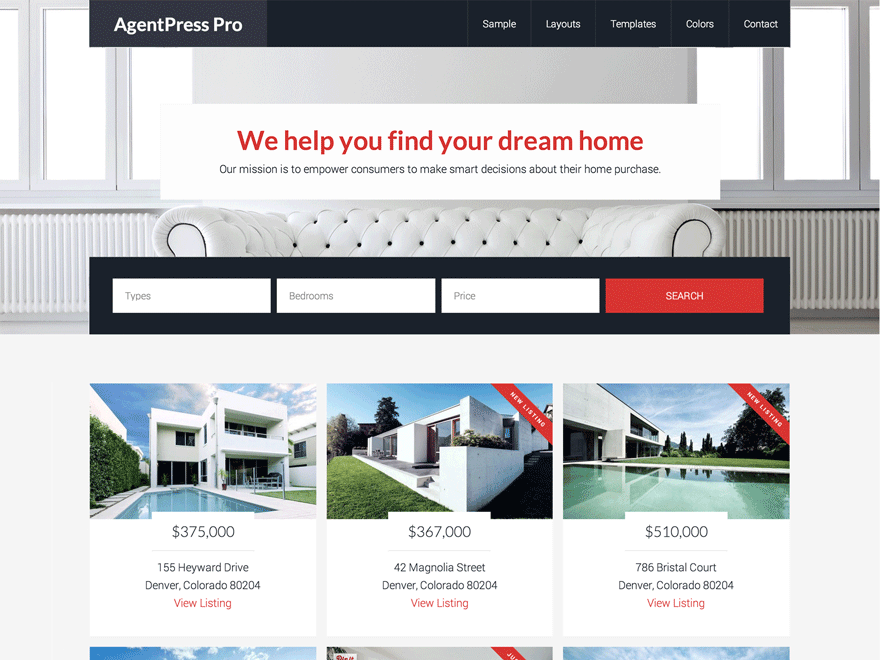 AgentPress Pro
Sample Layouts Templates Colors Contact
We help you find your dream home
Our mission is to empower consumers to make smart decisions about their home purchase.
Types Bedrooms Price SEARCH
NEW LISTING
NEW LISTING
$375,000
155 Heyward Drive
Denver, Colorado 80204
View Listing
$367,000
42 Magnolia Street
Denver, Colorado 80204
View Listing
$510,000
786 Bristal Court
Denver, Colorado 80204
View Listing